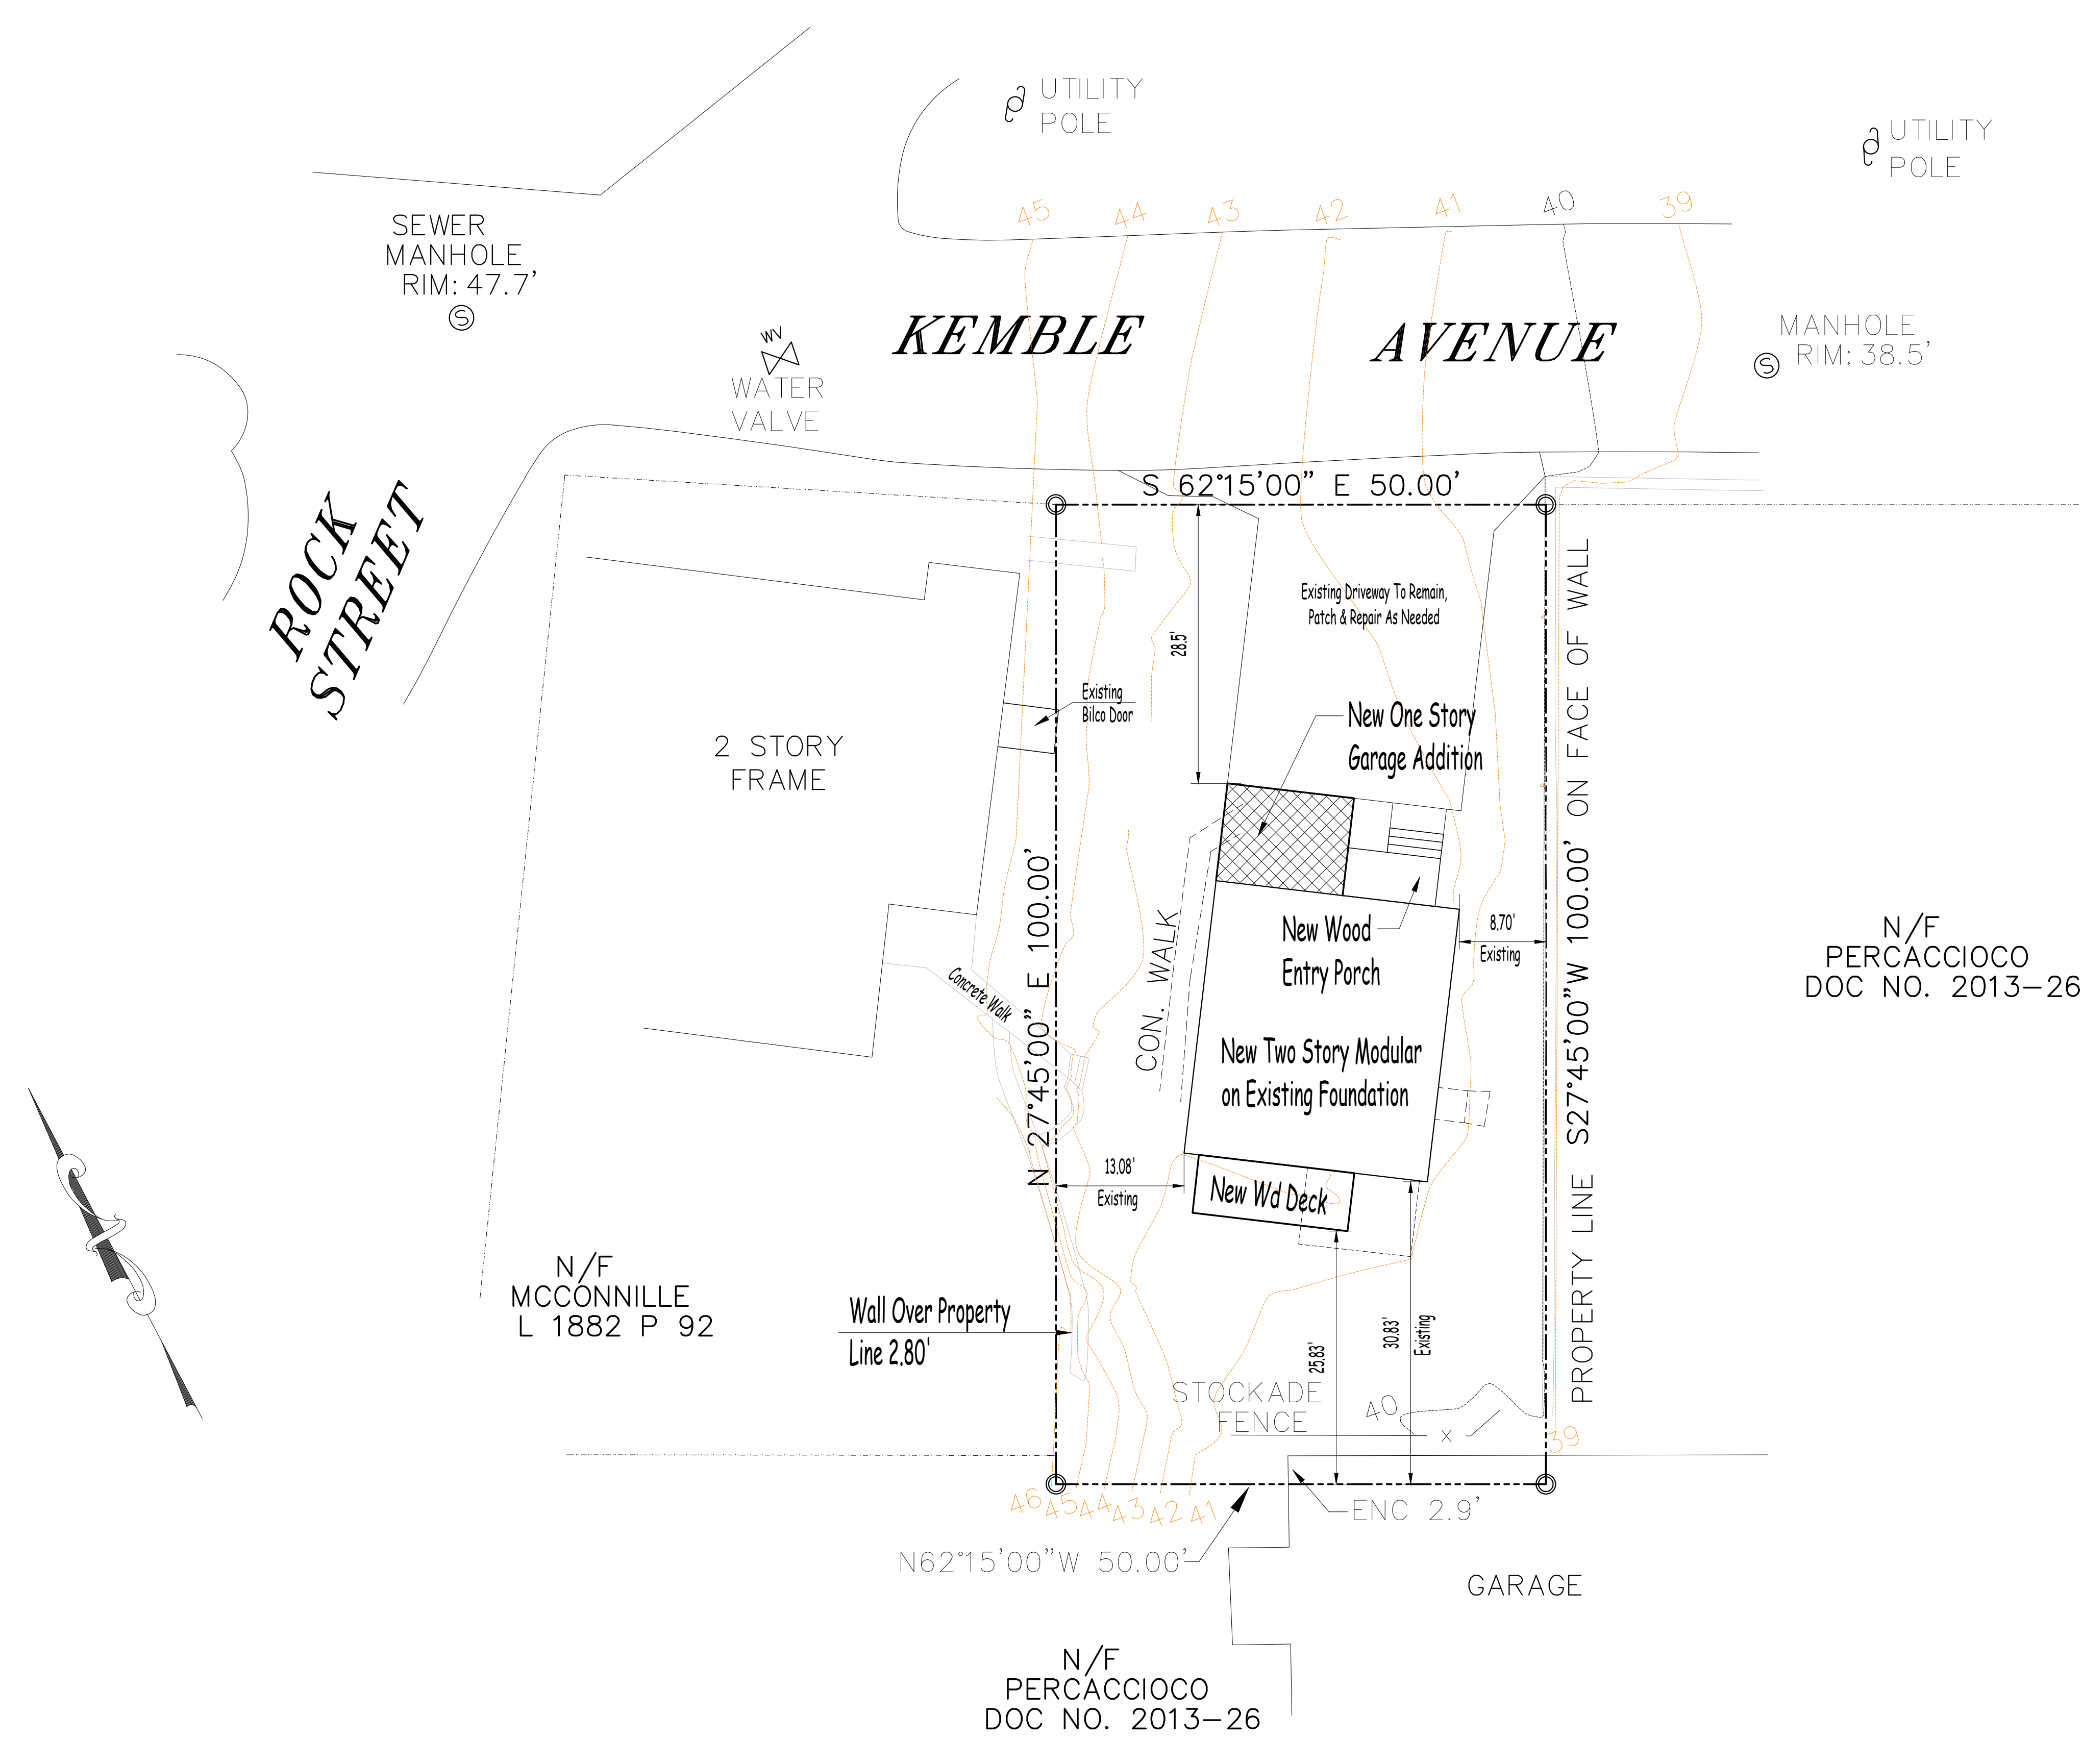 UTILITY
POLE
UTILITY
POLE
45
44
43
42
41
40
39
SEWER
MANHOLE
RIM: 47.7'
S
WV
WATER
VALVE
KEMBLE AVENUE
MANHOLE
RIM: 38.5'
S
ROCK
STREET
S 62°15'00" E 50.00'
Existing Driveway To Remain,
Patch & Repair As Needed
28.5'
Existing
Bilco Door
New One Story
Garage Addition
2 STORY
FRAME
N 27°45'00" E 100.00'
PROPERTY LINE S27°45'00"W 100.00' ON FACE OF WALL
CON. WALK
New Wood
Entry Porch
8.70'
Existing
N/F
PERCACCIOCO
DOC NO. 2013-26
Concrete Walk
New Two Story Modular
on Existing Foundation
13.08'
Existing
New Wd Deck
N/F
MCCONNILLE
L 1882 P 92
Wall Over Property
Line 2.80'
25.83'
30.83'
Existing
STOCKADE
FENCE
40
x
39
46
45
44
43
42
41
ENC 2.9'
N62°15'00"W 50.00'
GARAGE
N/F
PERCACCIOCO
DOC NO. 2013-26